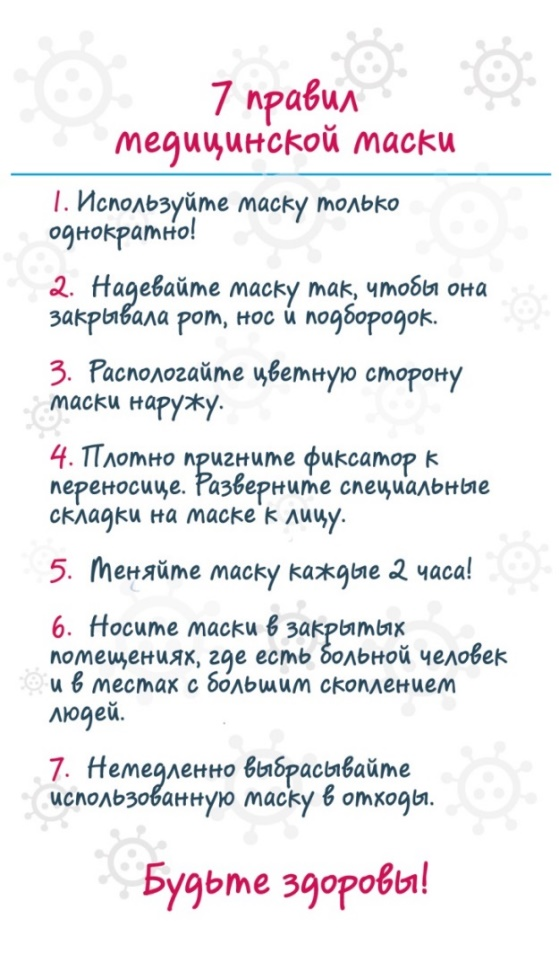 7 правил
медицинской маски
1. Используйте маску только
однократно!
2. Надевайте маску так, чтобы она
закрывала рот, нос и подбородок.
3. Распологайте цветную сторону
маски наружу.
4. Плотно пригните фиксатор к
переносице. Разверните специальные
складки на маске к лицу.
5. Меняйте маску каждые 2 часа!
6. Носите маски в закрытых
помещениях, где есть больной человек
и в местах с большим скоплением
людей.
7. Немедленно выбрасывайте
использованную маску в отходы.
Будьте здоровы!